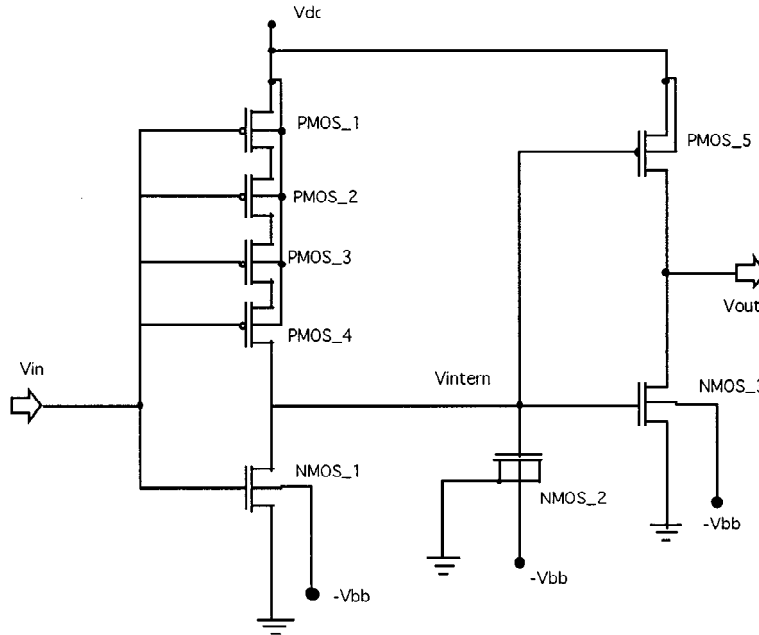 Vdc
PMOS_1
PMOS_5
PMOS_2
PMOS_3
PMOS_4
Vout
Vin
Vintern
NMOS_3
NMOS_1
NMOS_2
-Vbb
-Vbb
-Vbb